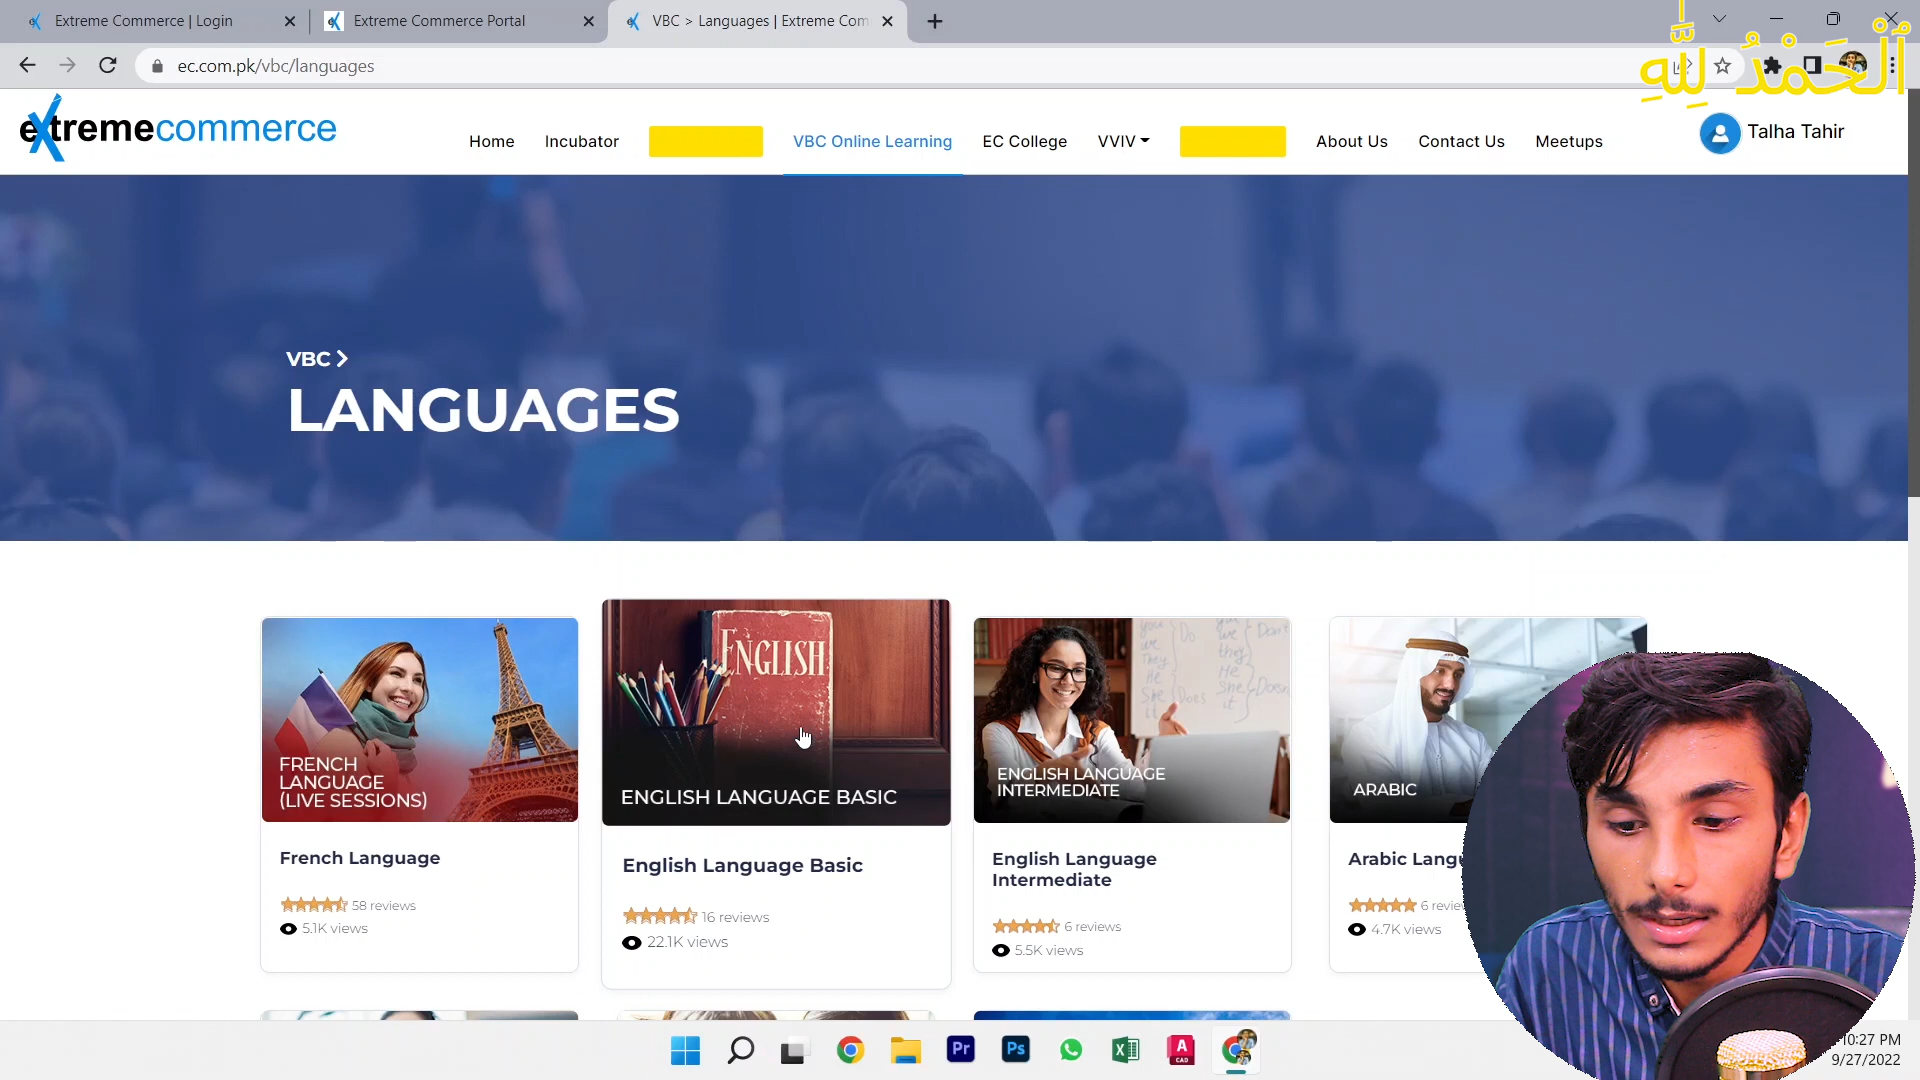 Extreme Commerce | Login
Extreme Commerce Portal
VBC > Languages | Extreme Com
ec.com.pk/vbc/languages
اَلْحَمْدُ لِلَّٰهِ
extremecommerce
Home
Incubator
VBC Online Learning
EC College
VVIV
About Us
Contact Us
Meetups
Talha Tahir
VBC >
LANGUAGES
FRENCH
LANGUAGE
(LIVE SESSIONS)
French Language
58 reviews
5.1K views
ENGLISH
ENGLISH LANGUAGE BASIC
English Language Basic
16 reviews
22.1K views
ENGLISH LANGUAGE
INTERMEDIATE
English Language
Intermediate
6 reviews
5.5K views
ARABIC
Arabic
6
4.7K views
Pr
Ps
A
CAD
10:27 PM
9/27/2022